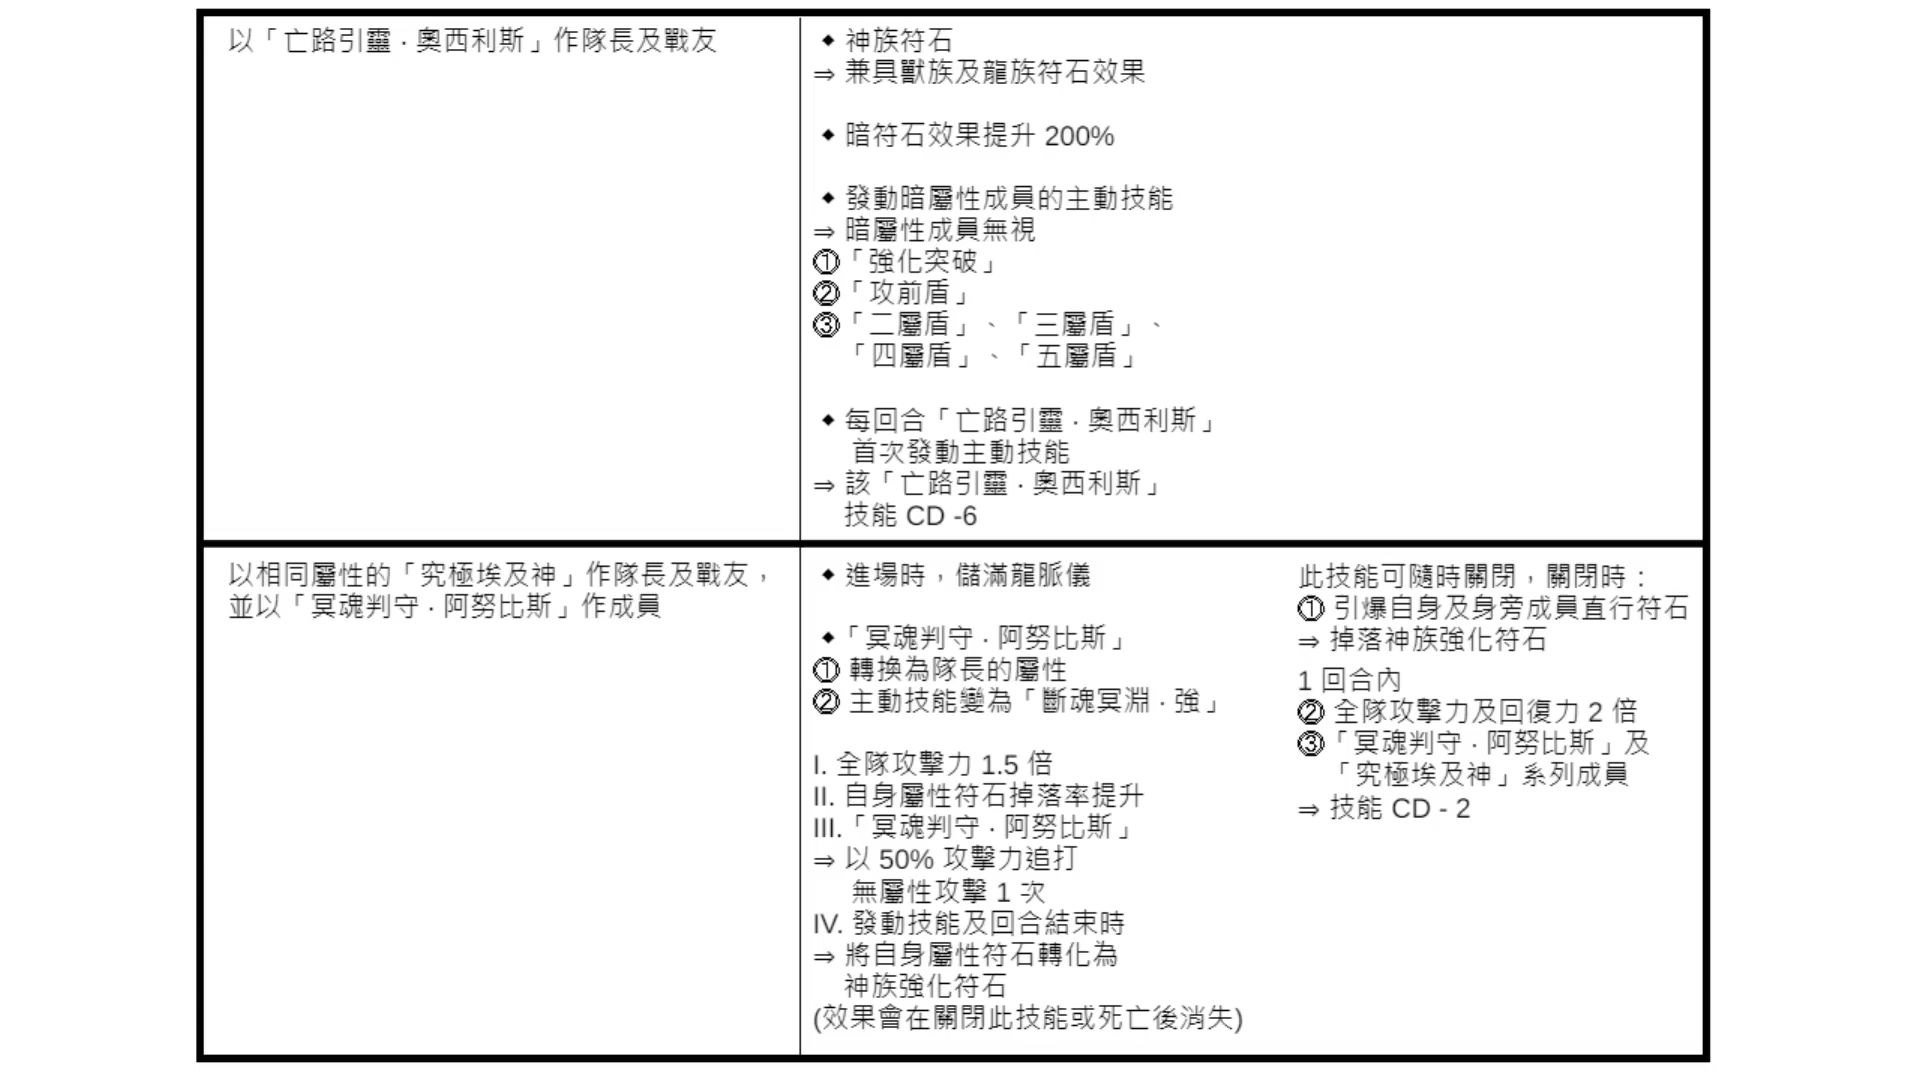 以「亡路引靈 ‧ 奧西利斯」作隊長及戰友
◆ 神族符石
⇒ 兼具獸族及龍族符石效果
◆ 暗符石效果提升 200%
◆ 發動暗屬性成員的主動技能
⇒ 暗屬性成員無視
①「強化突破」
②「攻前盾」
③「二屬盾」、「三屬盾」、
「四屬盾」、「五屬盾」
◆ 每回合「亡路引靈 ‧ 奧西利斯」
首次發動主動技能
⇒ 該「亡路引靈 ‧ 奧西利斯」
技能 CD -6
以相同屬性的「究極埃及神」作隊長及戰友，
並以「冥魂判守 ‧ 阿努比斯」作成員
◆ 進場時，儲滿龍脈儀
◆「冥魂判守 ‧ 阿努比斯」
① 轉換為隊長的屬性
② 主動技能變為「斷魂冥淵 ‧ 強」
I. 全隊攻擊力 1.5 倍
II. 自身屬性符石掉落率提升
III.「冥魂判守 ‧ 阿努比斯」
⇒ 以 50% 攻擊力追打
無屬性攻擊 1 次
IV. 發動技能及回合結束時
⇒ 將自身屬性符石轉化為
神族強化符石
(效果會在關閉此技能或死亡後消失)
此技能可隨時關閉，關閉時：
① 引爆自身及身旁成員直行符石
⇒ 掉落神族強化符石
1 回合內
② 全隊攻擊力及回復力 2 倍
③「冥魂判守 ‧ 阿努比斯」及
「究極埃及神」系列成員
⇒ 技能 CD - 2